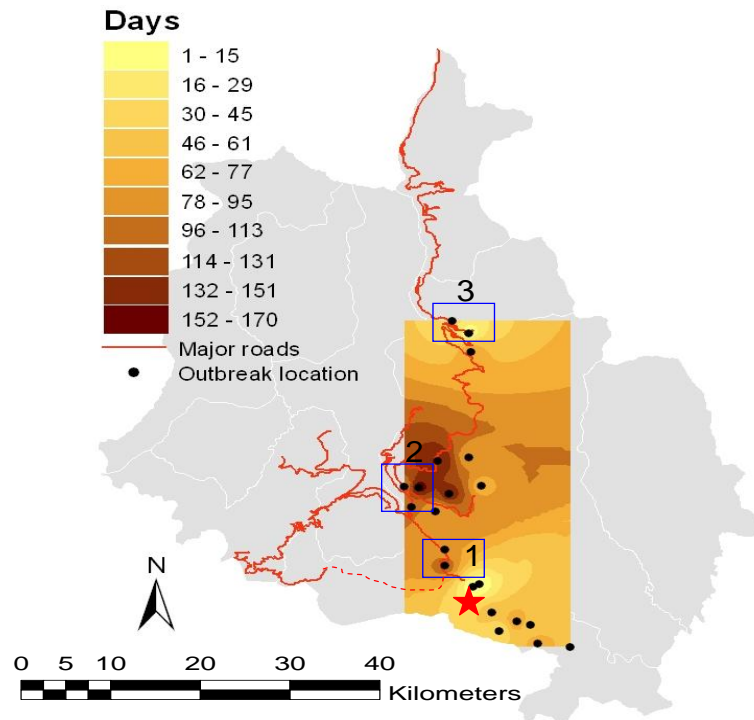 Days
1 - 15
16 - 29
30 - 45
46 - 61
62 - 77
78 - 95
96 - 113
114 - 131
132 - 151
152 - 170
Major roads
Outbreak location
3
2
1
N
0 5 10 20 30 40
Kilometers